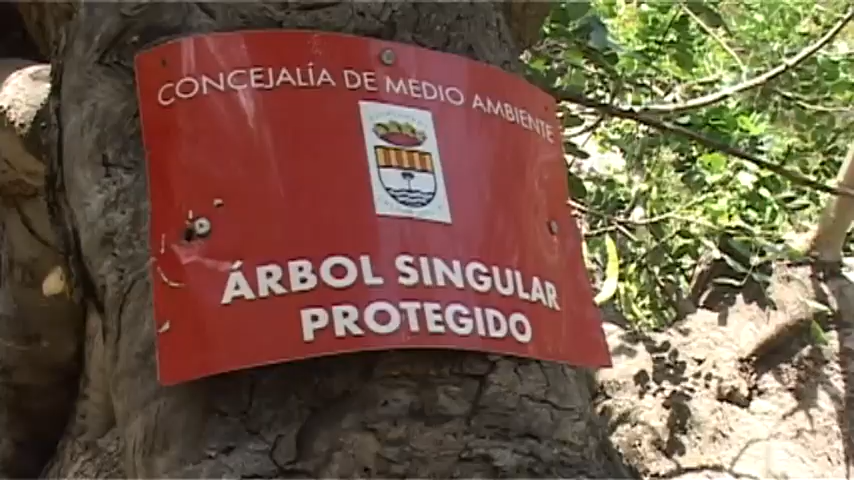 CONCEJALÍA DE MEDIO AMBIENTE
ÁRBOL SINGULAR
PROTEGIDO